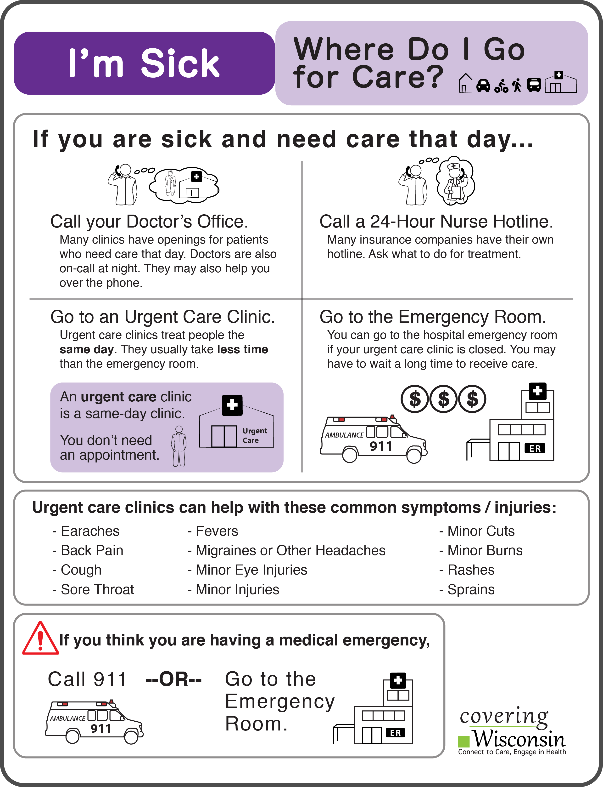 I'm Sick
Where Do I Go
for Care?
If you are sick and need care that day...
Call your Doctor's Office.
Many clinics have openings for patients
who need care that day. Doctors are also
on-call at night. They may also help you
over the phone.
Call a 24-Hour Nurse Hotline.
Many insurance companies have their own
hotline. Ask what to do for treatment.
Go to an Urgent Care Clinic.
Urgent care clinics treat people the
same day. They usually take less time
than the emergency room.
An urgent care clinic
is a same-day clinic.
You don't need
an appointment.
Urgent
Care
Go to the Emergency Room.
You can go to the hospital emergency room
if your urgent care clinic is closed. You may
have to wait a long time to receive care.
$ $ $
AMBULANCE
911
ER
Urgent care clinics can help with these common symptoms / injuries:
- Earaches
- Back Pain
- Cough
- Sore Throat
- Fevers
- Migraines or Other Headaches
- Minor Eye Injuries
- Minor Injuries
- Minor Cuts
- Minor Burns
- Rashes
- Sprains
If you think you are having a medical emergency,
Call 911 --OR-- Go to the
Emergency
Room.
AMBULANCE
911
ER
covering
Wisconsin
Connect to Care, Engage in Health